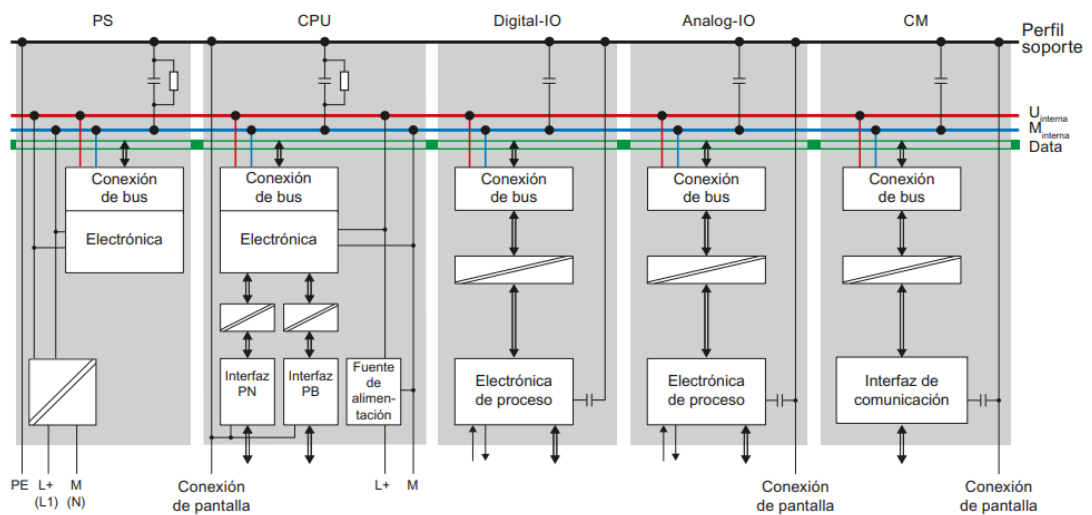 PS
CPU
Digital-IO
Analog-IO
CM
Perfil
soporte
U interna
M interna
Data
Conexión
de bus
Electrónica
Conexión
de bus
Electrónica
Conexión
de bus
Conexión
de bus
Conexión
de bus
Interfaz
PN
Interfaz
PB
Fuente
de
alimen-
tación
Electrónica
de proceso
Electrónica
de proceso
Interfaz de
comunicación
PE
L+
(L1)
M
(N)
Conexión
de pantalla
L+
M
Conexión
de pantalla
Conexión
de pantalla